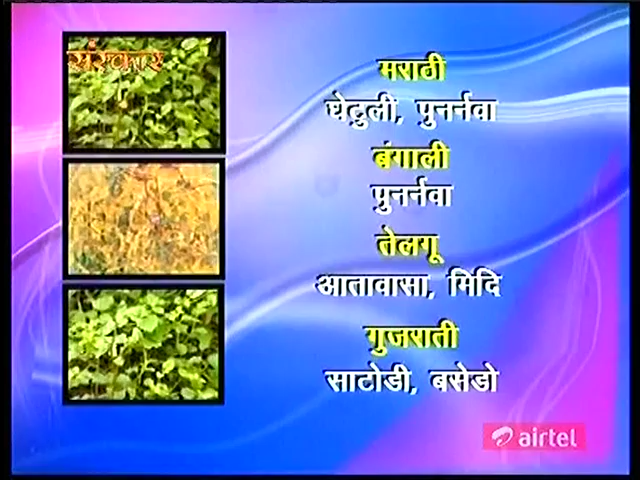 संस्कार
मराठी
घेटुली, पुनर्नवा
बंगाली
पुनर्नवा
तेलगू
आतावासा, मिदि
गुजराती
साटोडी, बसेडो
airtel